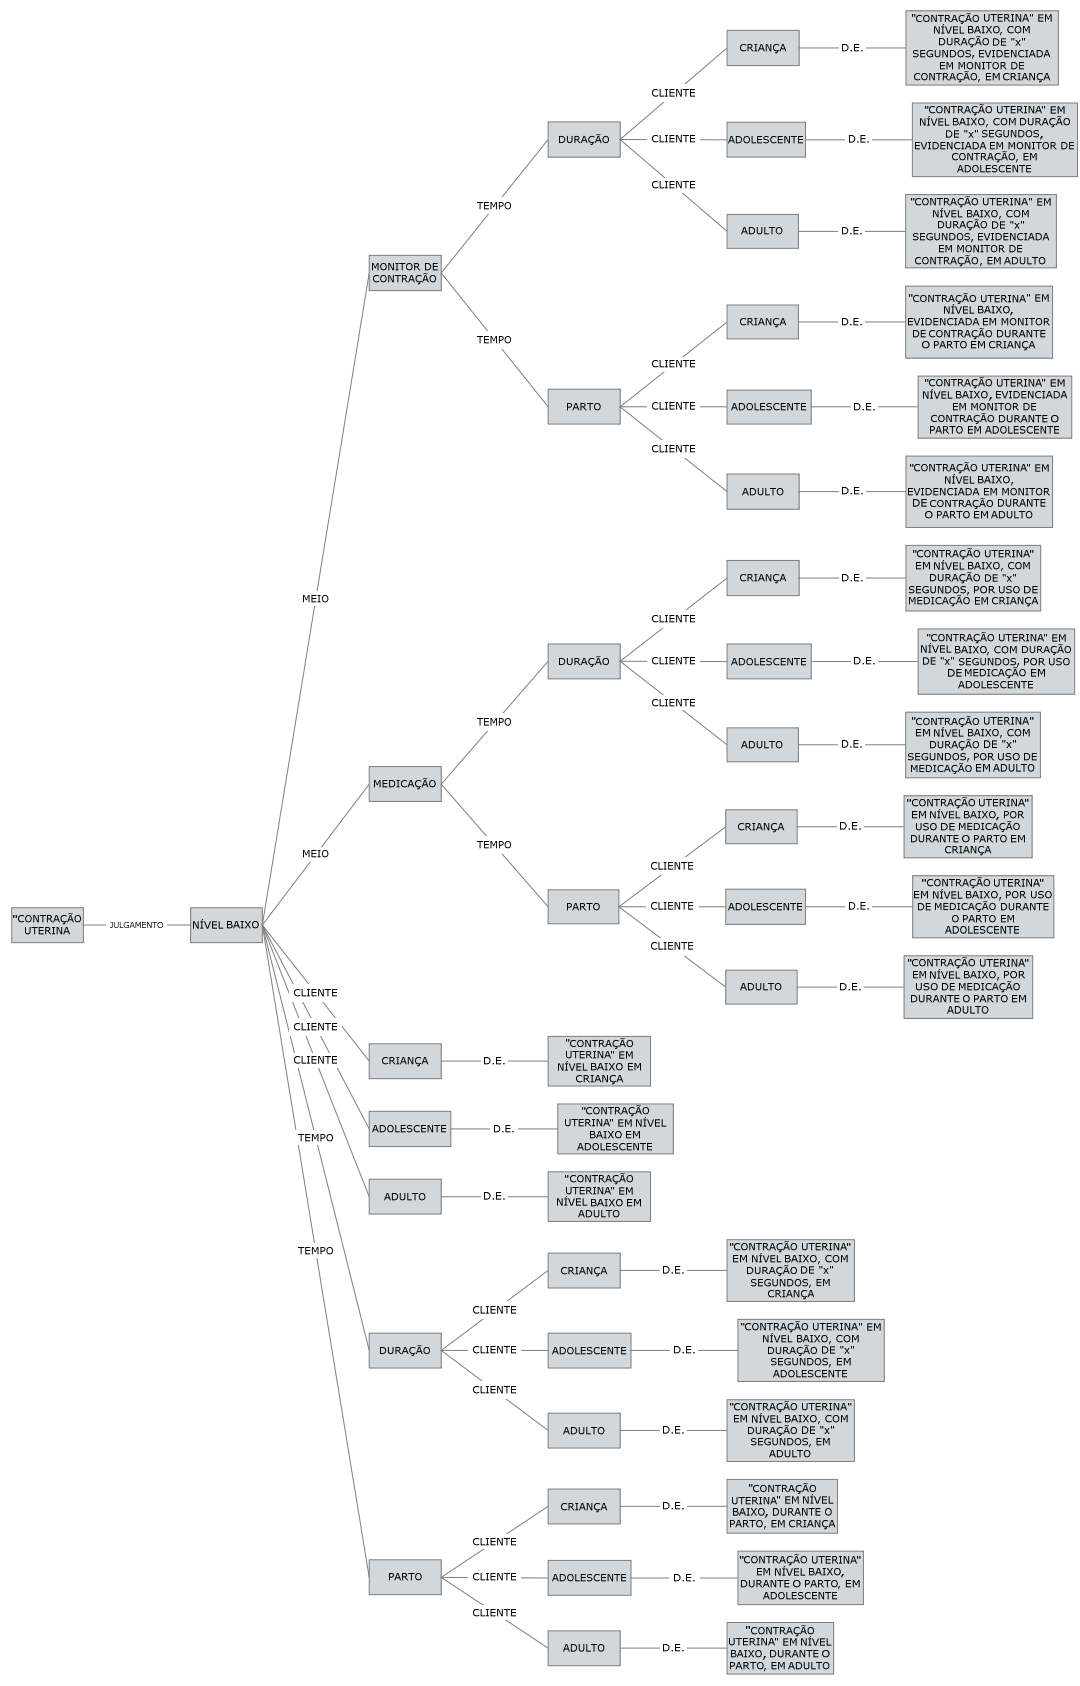 "CONTRAÇÃO UTERINA" EM
NÍVEL BAIXO, COM
DURAÇÃO DE "x"
SEGUNDOS, EVIDENCIADA
EM MONITOR DE
CONTRAÇÃO, EM CRIANÇA
CRIANÇA
D.E.
CLIENTE
"CONTRAÇÃO UTERINA" EM
NÍVEL BAIXO, COM DURAÇÃO
DE "x" SEGUNDOS,
EVIDENCIADA EM MONITOR DE
CONTRAÇÃO, EM
ADOLESCENTE
DURAÇÃO
CLIENTE
ADOLESCENTE
D.E.
CLIENTE
"CONTRAÇÃO UTERINA" EM
NÍVEL BAIXO, COM
DURAÇÃO DE "x"
SEGUNDOS, EVIDENCIADA
EM MONITOR DE
CONTRAÇÃO, EM ADULTO
TEMPO
ADULTO
D.E.
MONITOR DE
CONTRAÇÃO
"CONTRAÇÃO UTERINA" EM
NÍVEL BAIXO,
EVIDENCIADA EM MONITOR
DE CONTRAÇÃO DURANTE
O PARTO EM CRIANÇA
CRIANÇA
D.E.
TEMPO
CLIENTE
"CONTRAÇÃO UTERINA" EM
NÍVEL BAIXO, EVIDENCIADA
EM MONITOR DE
CONTRAÇÃO DURANTE O
PARTO EM ADOLESCENTE
PARTO
CLIENTE
ADOLESCENTE
D.E.
CLIENTE
"CONTRAÇÃO UTERINA" EM
NÍVEL BAIXO,
EVIDENCIADA EM MONITOR
DE CONTRAÇÃO DURANTE
O PARTO EM ADULTO
ADULTO
D.E.
"CONTRAÇÃO UTERINA"
EM NÍVEL BAIXO, COM
DURAÇÃO DE "x"
SEGUNDOS, POR USO DE
MEDICAÇÃO EM CRIANÇA
CRIANÇA
D.E.
MEIO
CLIENTE
"CONTRAÇÃO UTERINA" EM
NÍVEL BAIXO, COM DURAÇÃO
DE "x" SEGUNDOS, POR USO
DE MEDICAÇÃO EM
ADOLESCENTE
DURAÇÃO
CLIENTE
ADOLESCENTE
D.E.
CLIENTE
"CONTRAÇÃO UTERINA"
EM NÍVEL BAIXO, COM
DURAÇÃO DE "x"
SEGUNDOS, POR USO DE
MEDICAÇÃO EM ADULTO
TEMPO
ADULTO
D.E.
MEDICAÇÃO
"CONTRAÇÃO UTERINA"
EM NÍVEL BAIXO, POR
USO DE MEDICAÇÃO
DURANTE O PARTO EM
CRIANÇA
CRIANÇA
D.E.
TEMPO
MEIO
CLIENTE
"CONTRAÇÃO UTERINA"
EM NÍVEL BAIXO, POR USO
DE MEDICAÇÃO DURANTE
O PARTO EM
ADOLESCENTE
PARTO
CLIENTE
ADOLESCENTE
D.E.
"CONTRAÇÃO
UTERINA
JULGAMENTO
NÍVEL BAIXO
CLIENTE
"CONTRAÇÃO UTERINA"
EM NÍVEL BAIXO, POR
USO DE MEDICAÇÃO
DURANTE O PARTO EM
ADULTO
ADULTO
D.E.
CLIENTE
CLIENTE
CLIENTE
CRIANÇA
D.E.
"CONTRAÇÃO
UTERINA" EM
NÍVEL BAIXO EM
CRIANÇA
ADOLESCENTE
D.E.
"CONTRAÇÃO
UTERINA" EM NÍVEL
BAIXO EM
ADOLESCENTE
TEMPO
ADULTO
D.E.
"CONTRAÇÃO
UTERINA" EM
NÍVEL BAIXO EM
ADULTO
TEMPO
CRIANÇA
D.E.
"CONTRAÇÃO UTERINA"
EM NÍVEL BAIXO, COM
DURAÇÃO DE "x"
SEGUNDOS, EM
CRIANÇA
CLIENTE
DURAÇÃO
CLIENTE
ADOLESCENTE
D.E.
"CONTRAÇÃO UTERINA" EM
NÍVEL BAIXO, COM
DURAÇÃO DE "x"
SEGUNDOS, EM
ADOLESCENTE
CLIENTE
ADULTO
D.E.
"CONTRAÇÃO UTERINA"
EM NÍVEL BAIXO, COM
DURAÇÃO DE "x"
SEGUNDOS, EM
ADULTO
CRIANÇA
D.E.
"CONTRAÇÃO
UTERINA" EM NÍVEL
BAIXO, DURANTE O
PARTO, EM CRIANÇA
CLIENTE
PARTO
CLIENTE
ADOLESCENTE
D.E.
"CONTRAÇÃO UTERINA"
EM NÍVEL BAIXO,
DURANTE O PARTO, EM
ADOLESCENTE
CLIENTE
ADULTO
D.E.
"CONTRAÇÃO
UTERINA" EM NÍVEL
BAIXO, DURANTE O
PARTO, EM ADULTO